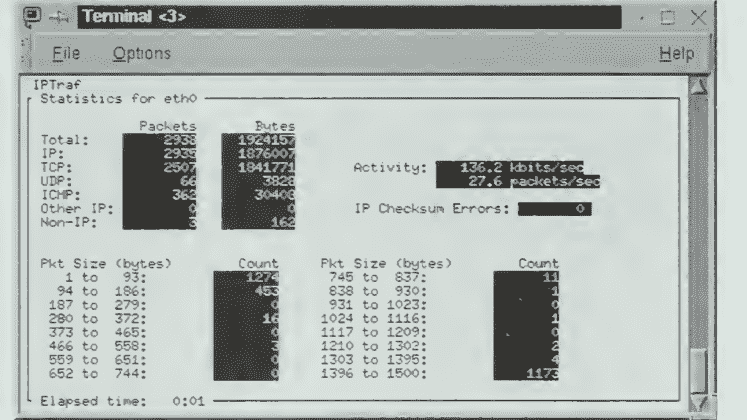 Terminal <3>
File Options Help
IPTraf
Statistics for eth0
Packets Bytes
Total: 2938 1924157
IP: 2935 1876007
TCP: 2507 1841771 Activity: 136.2 kbits/sec
UDP: 66 3828 27.6 packets/sec
ICMP: 362 30408
Other IP: 0 0 IP Checksum Errors: 0
Non-IP: 3 162
Pkt Size (bytes) Count Pkt Size (bytes) Count
1 to 93: 1274 745 to 837: 11
94 to 186: 453 838 to 930: 1
187 to 279: 0 931 to 1023: 0
280 to 372: 16 1024 to 1116: 1
373 to 465: 0 1117 to 1209: 0
466 to 558: 3 1210 to 1302: 2
559 to 651: 0 1303 to 1395: 4
652 to 744: 0 1396 to 1500: 1173
Elapsed time: 0:01